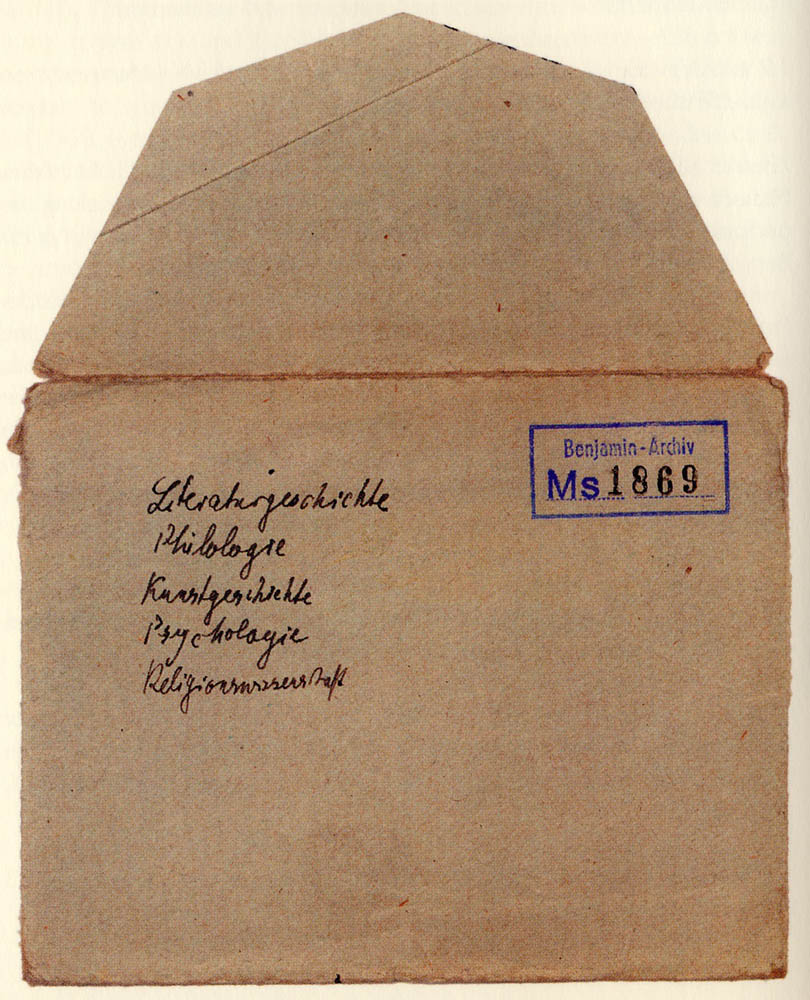 Benjamin-Archiv
Ms 1869
Literaturgeschichte
Philologie
Kunstgeschichte
Psychologie
Religionswissenschaft